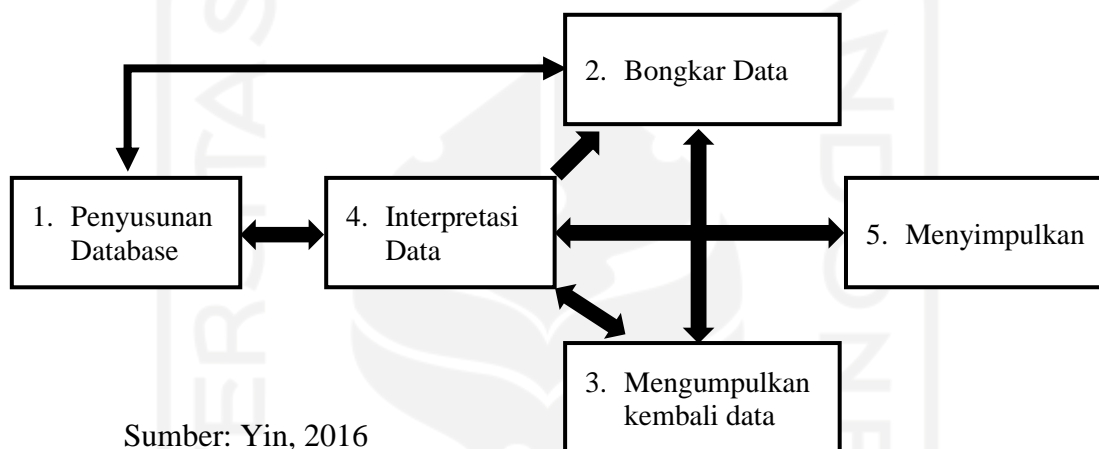 2. Bongkar Data
1. Penyusunan
Database
4. Interpretasi
Data
5. Menyimpulkan
3. Mengumpulkan
kembali data
Sumber: Yin, 2016